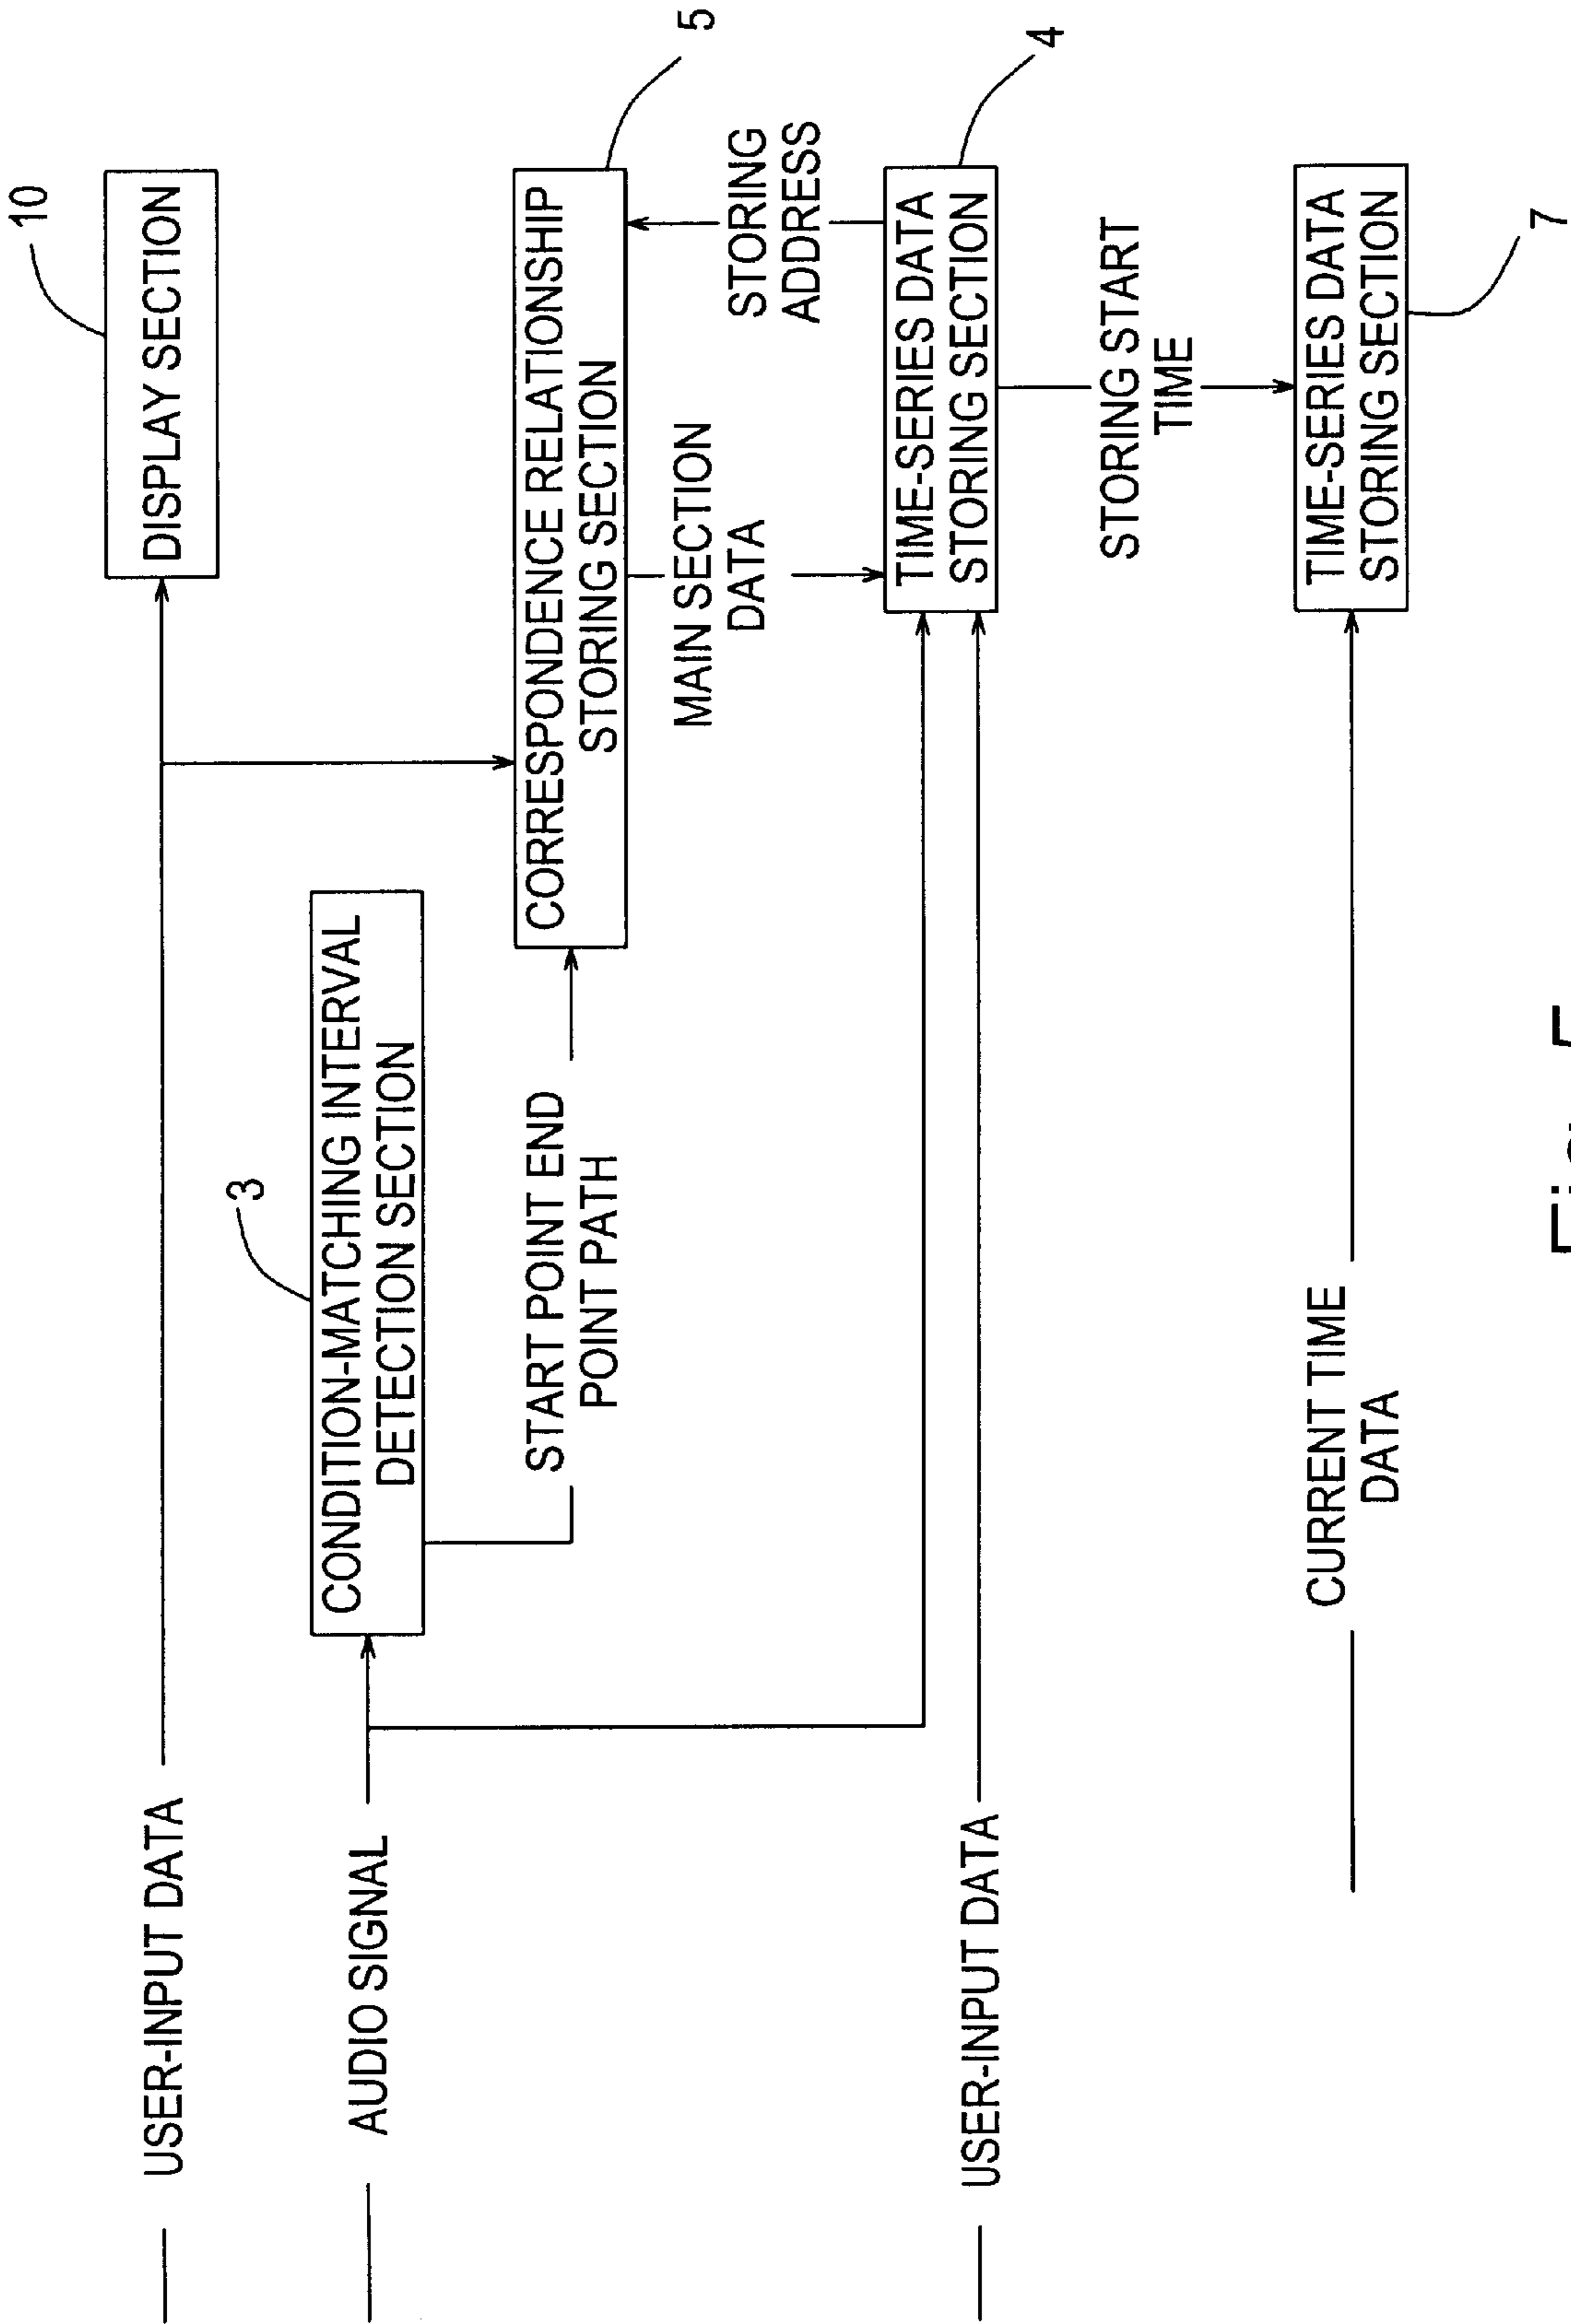 10
DISPLAY SECTION
USER-INPUT DATA
3
CONDITION-MATCHING INTERVAL
DETECTION SECTION
AUDIO SIGNAL
5
CORRESPONDENCE RELATIONSHIP
STORING SECTION
START POINT END
POINT PATH
MAIN SECTION
DATA
STORING
ADDRESS
4
TIME-SERIES DATA
STORING SECTION
USER-INPUT DATA
STORING START
TIME
TIME-SERIES DATA
STORING SECTION
7
CURRENT TIME
DATA